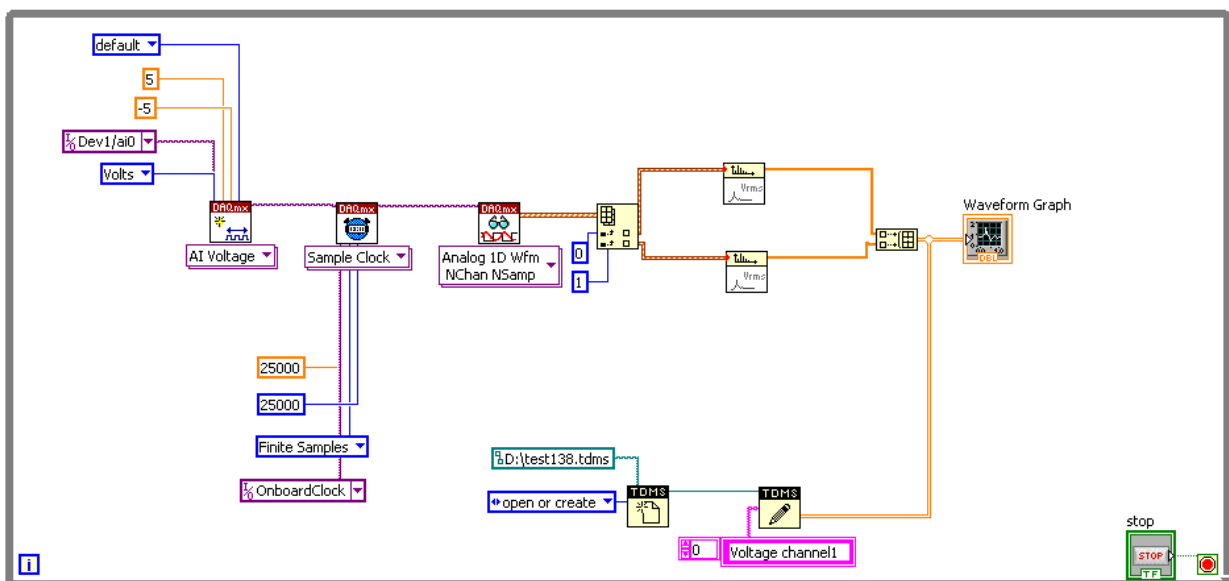 default
5
-5
Dev1/ai0
Volts
DAQmx
DAQmx
DAQmx
AI Voltage
Sample Clock
Analog 1D Wfm
NChan NSamp
0
1
Vrms
Vrms
Waveform Graph
DBL
25000
25000
Finite Samples
OnboardClock
D:\test138.tdms
open or create
TDMS
TDMS
0
Voltage channel1
stop
STOP
TF
i